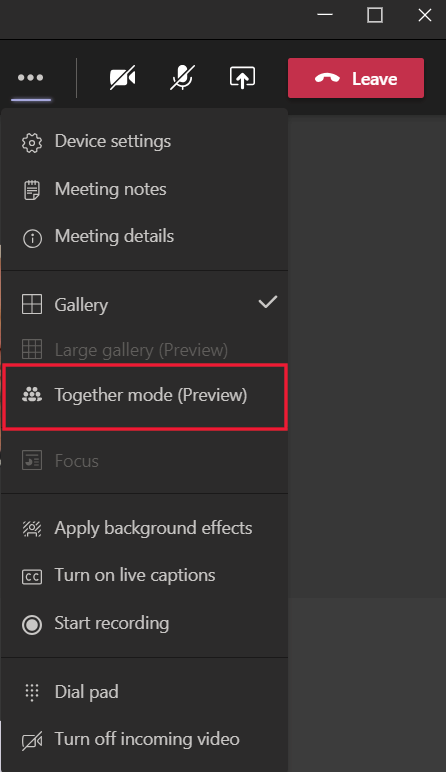 Leave
Device settings
Meeting notes
Meeting details
Gallery
Large gallery (Preview)
Together mode (Preview)
Focus
Apply background effects
CC Turn on live captions
Start recording
Dial pad
Turn off incoming video